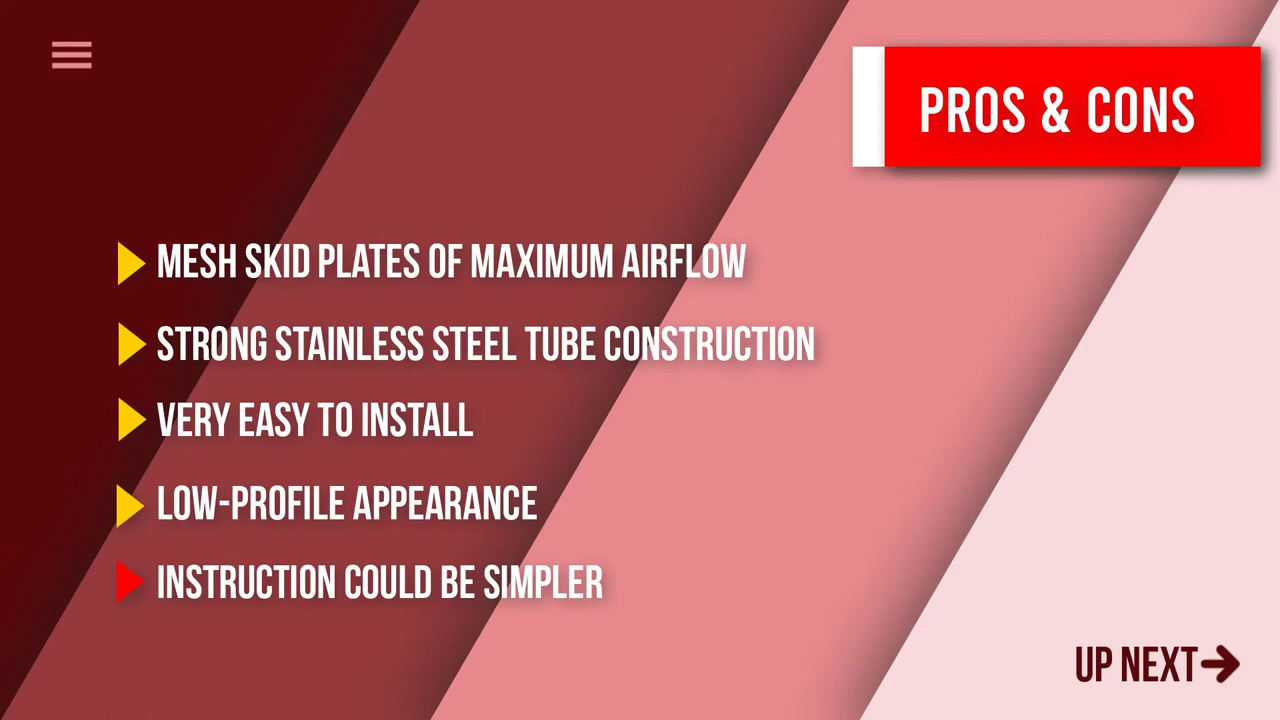 PROS & CONS
MESH SKID PLATES OF MAXIMUM AIRFLOW
STRONG STAINLESS STEEL TUBE CONSTRUCTION
VERY EASY TO INSTALL
LOW-PROFILE APPEARANCE
INSTRUCTION COULD BE SIMPLER
UP NEXT